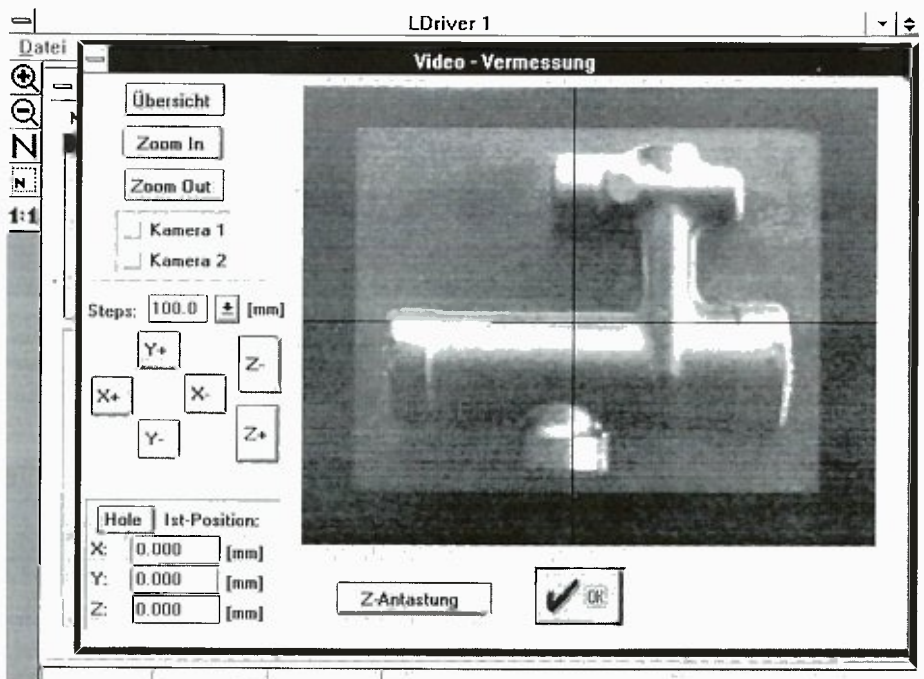 LDriver 1
Datei
Video - Vermessung
Übersicht
Zoom In
Zoom Out
N
N
1:1
Kamera 1
Kamera 2
Steps: 100.0 [mm]
Y+
Z-
X+ X-
Y- Z+
Hole Ist-Position:
X: 0.000 [mm]
Y: 0.000 [mm]
Z: 0.000 [mm]
Z-Antastung
OK